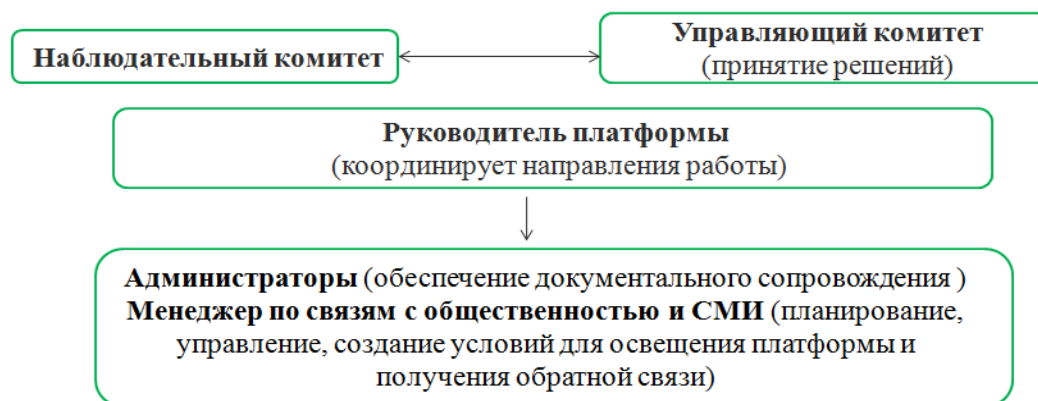 Наблюдательный комитет
Управляющий комитет
(принятие решений)
Руководитель платформы
(координирует направления работы)
Администраторы (обеспечение документального сопровождения )
Менеджер по связям с общественностью и СМИ (планирование,
управление, создание условий для освещения платформы и
получения обратной связи)